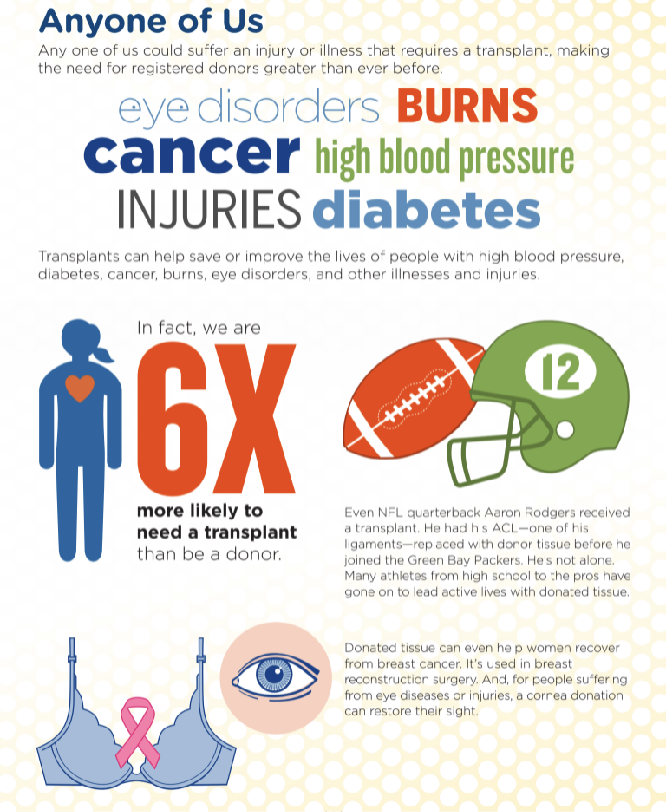 Anyone of Us
Any one of us could suffer an injury or illness that requires a transplant, making
the need for registered donors greater than ever before.
eye disorders BURNS
cancer high blood pressure
INJURIES diabetes
Transplants can help save or improve the lives of people with high blood pressure,
diabetes, cancer, burns, eye disorders, and other illnesses and injuries.
In fact, we are
6X
more likely to
need a transplant
than be a donor.
12
Even NFL quarterback Aaron Rodgers received
a transplant. He had his ACL—one of his
ligaments—replaced with donor tissue before he
joined the Green Bay Packers. He's not alone.
Many athletes from high school to the pros have
gone on to lead active lives with donated tissue.
Donated tissue can even help women recover
from breast cancer. It's used in breast
reconstruction surgery. And, for people suffering
from eye diseases or injuries, a cornea donation
can restore their sight.